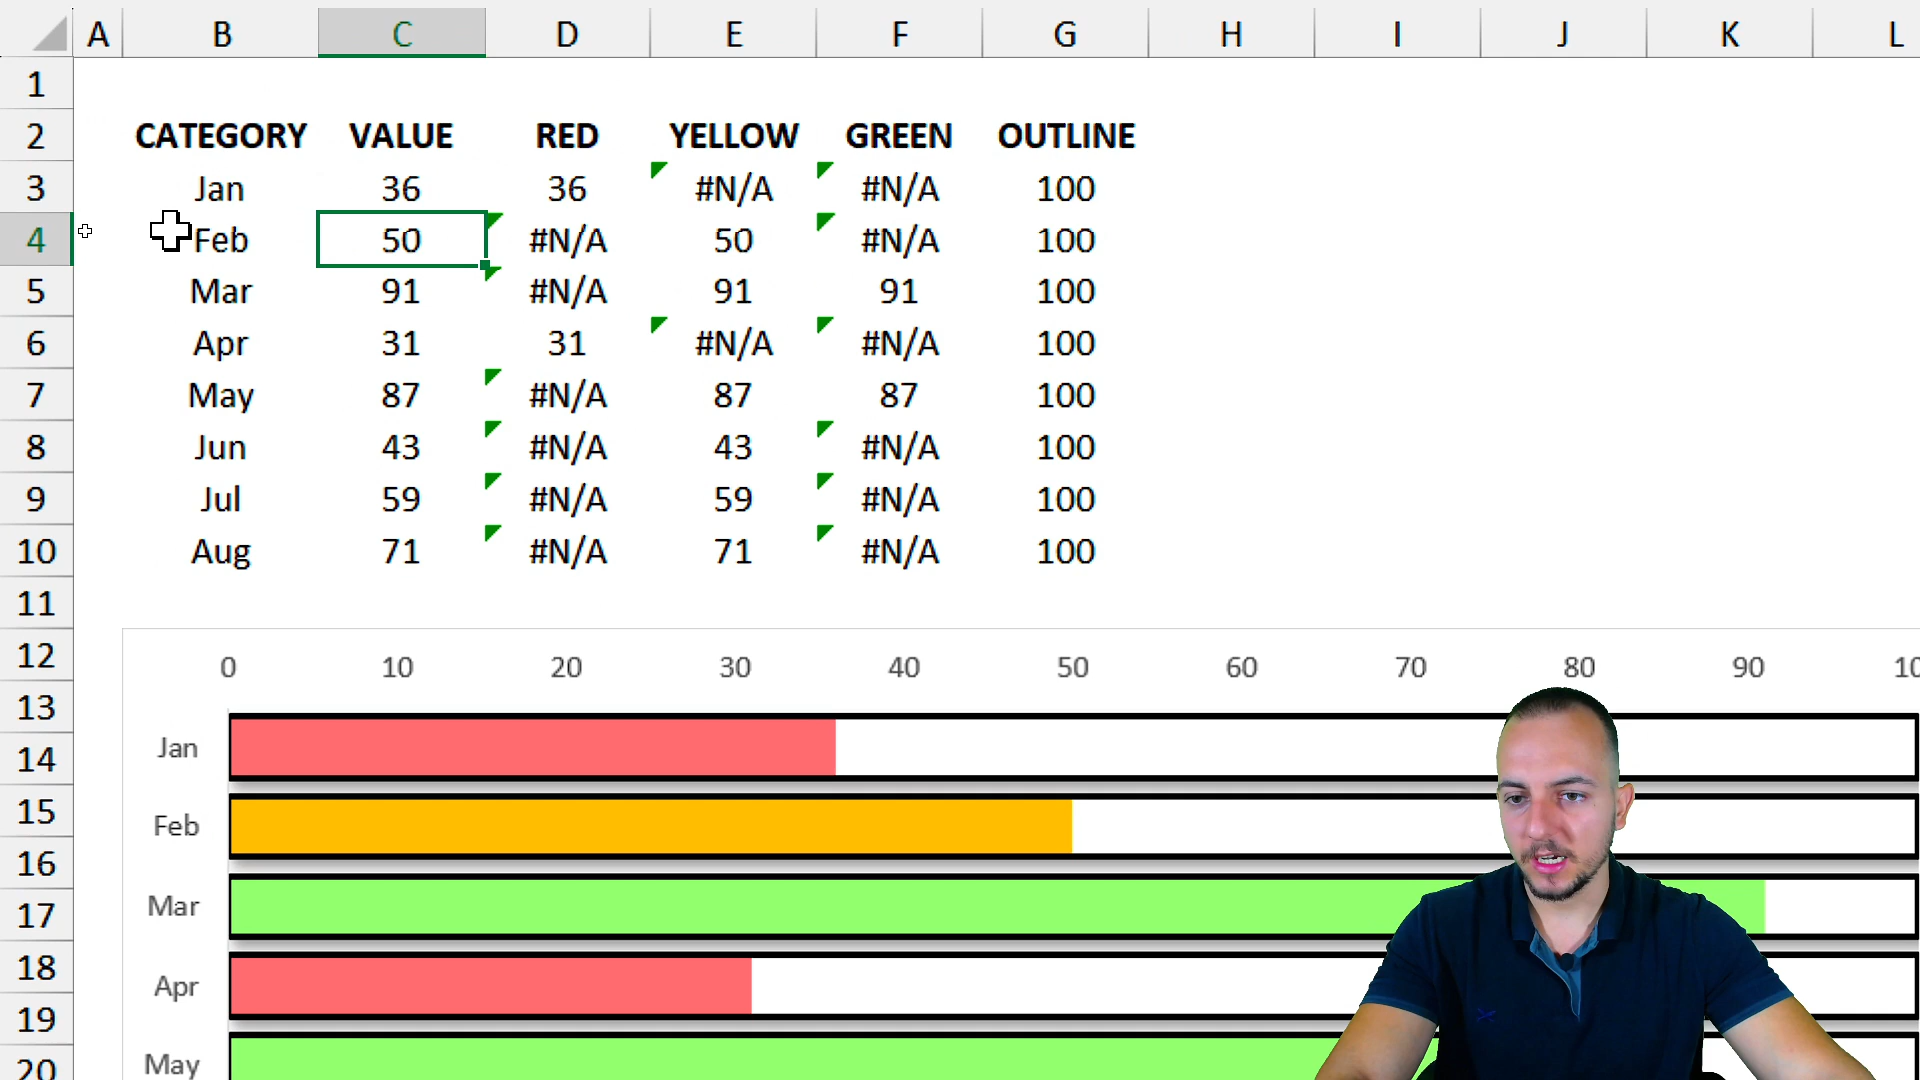 A B C D E F G H I J K L
1
2 CATEGORY VALUE RED YELLOW GREEN OUTLINE
3 Jan 36 36 #N/A #N/A 100
4 Feb 50 #N/A 50 #N/A 100
5 Mar 91 #N/A 91 91 100
6 Apr 31 31 #N/A #N/A 100
7 May 87 #N/A 87 87 100
8 Jun 43 #N/A 43 #N/A 100
9 Jul 59 #N/A 59 #N/A 100
10 Aug 71 #N/A 71 #N/A 100
11
12 0 10 20 30 40 50 60 70 80 90
13
14 Jan
15 Feb
16
17 Mar
18 Apr
19
20 May